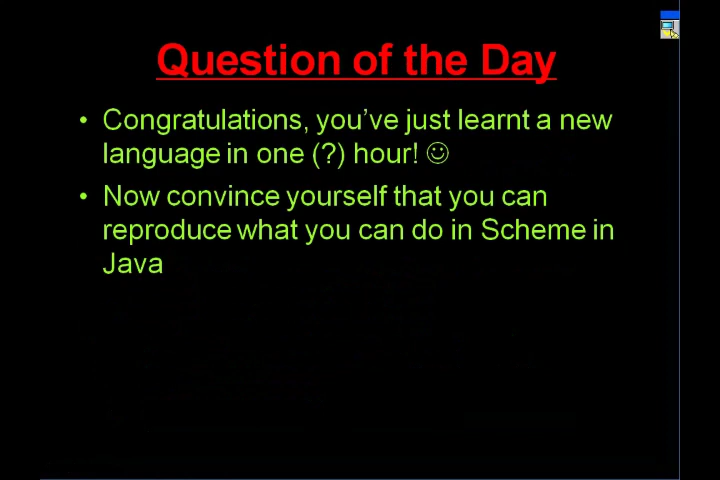 Question of the Day
• Congratulations, you've just learnt a new
language in one (?) hour! ☺
• Now convince yourself that you can
reproduce what you can do in Scheme in
Java